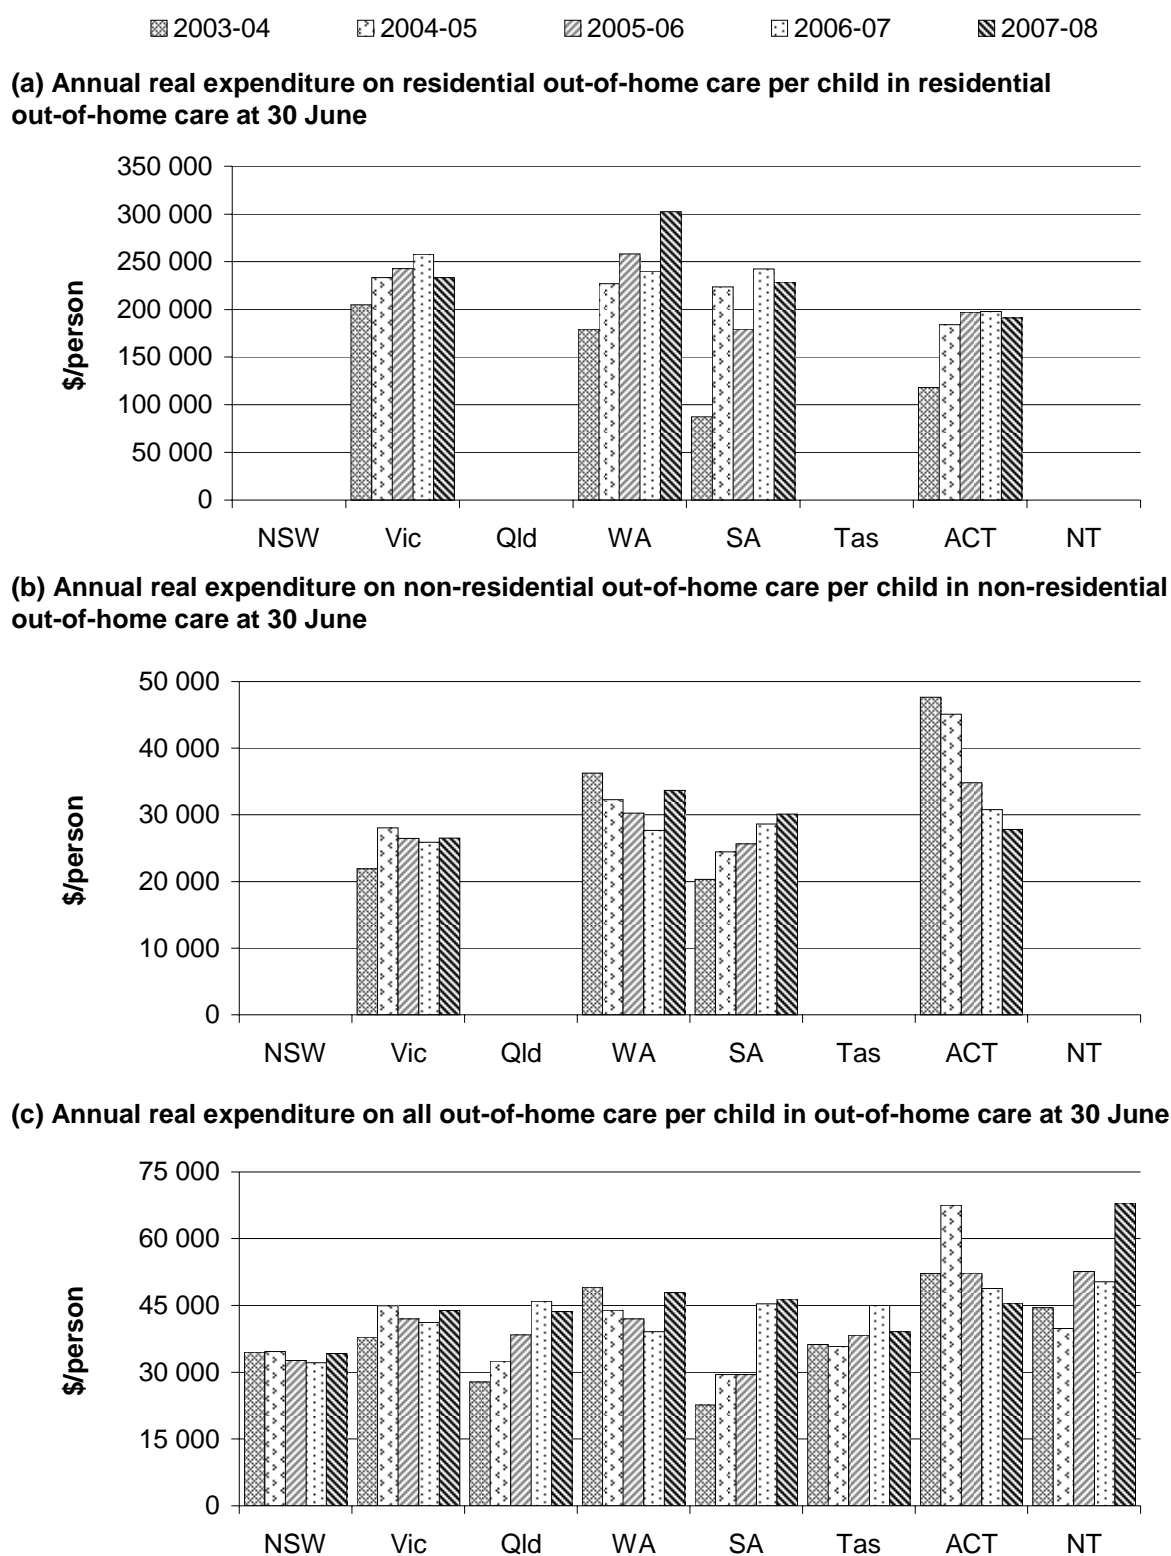 2003-04 2004-05 2005-06 2006-07 2007-08
(a) Annual real expenditure on residential out-of-home care per child in residential
out-of-home care at 30 June
350 000
300 000
250 000
200 000
150 000
100 000
50 000
0
$/person
NSW Vic Qld WA SA Tas ACT NT
(b) Annual real expenditure on non-residential out-of-home care per child in non-residential
out-of-home care at 30 June
50 000
40 000
30 000
20 000
10 000
0
$/person
NSW Vic Qld WA SA Tas ACT NT
(c) Annual real expenditure on all out-of-home care per child in out-of-home care at 30 June
75 000
60 000
45 000
30 000
15 000
0
$/person
NSW Vic Qld WA SA Tas ACT NT